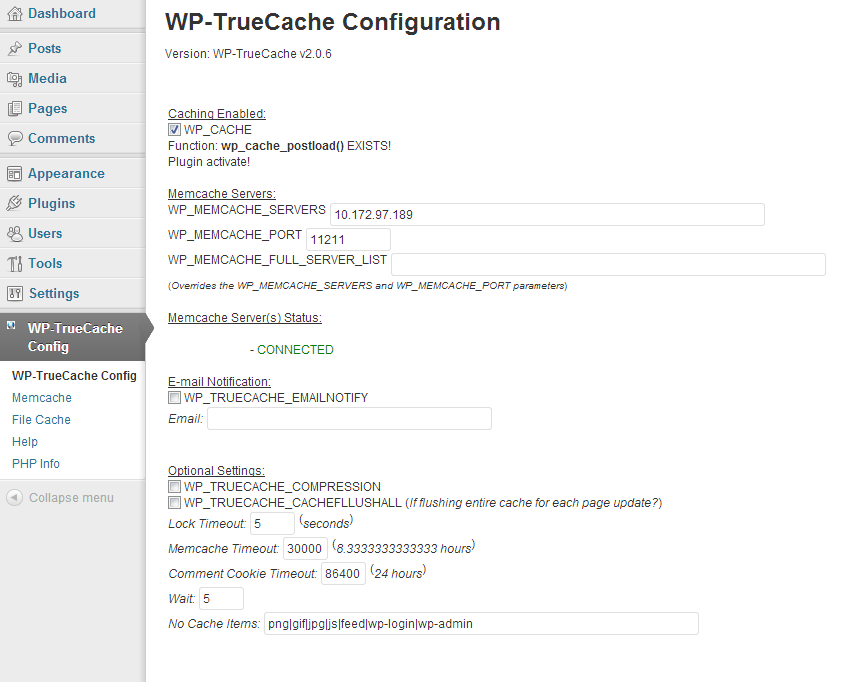 Dashboard
Posts
Media
Pages
Comments
Appearance
Plugins
Users
Tools
Settings
WP-TrueCache
Config
WP-TrueCache Config
Memcache
File Cache
Help
PHP Info
Collapse menu
WP-TrueCache Configuration
Version: WP-TrueCache v2.0.6
Caching Enabled:
WP_CACHE
Function: wp_cache_postload() EXISTS!
Plugin activate!
Memcache Servers:
WP_MEMCACHE_SERVERS 10.172.97.189
WP_MEMCACHE_PORT 11211
WP_MEMCACHE_FULL_SERVER_LIST
(Overrides the WP_MEMCACHE_SERVERS and WP_MEMCACHE_PORT parameters)
Memcache Server(s) Status:
- CONNECTED
E-mail Notification:
WP_TRUECACHE_EMAILNOTIFY
Email:
Optional Settings:
WP_TRUECACHE_COMPRESSION
WP_TRUECACHE_CACHEFLLUSHALL (If flushing entire cache for each page update?)
Lock Timeout: 5 (seconds)
Memcache Timeout: 30000 (8.3333333333333 hours)
Comment Cookie Timeout: 86400 (24 hours)
Wait: 5
No Cache Items: png|gif|jpg|js|feed|wp-login|wp-admin